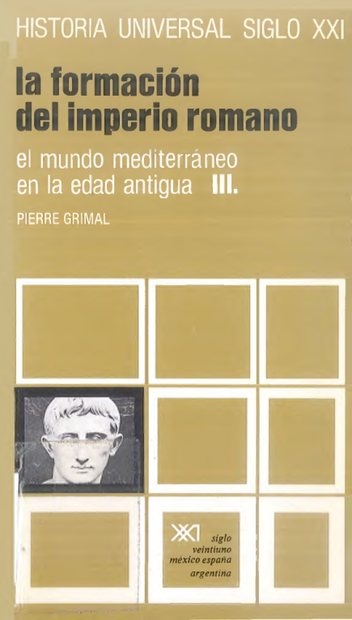 HISTORIA UNIVERSAL SIGLO XXI
la formación
del imperio romano
el mundo mediterráneo
en la edad antigua III.
PIERRE GRIMAL
XXI
siglo
veintiuno
méxico españa
argentina